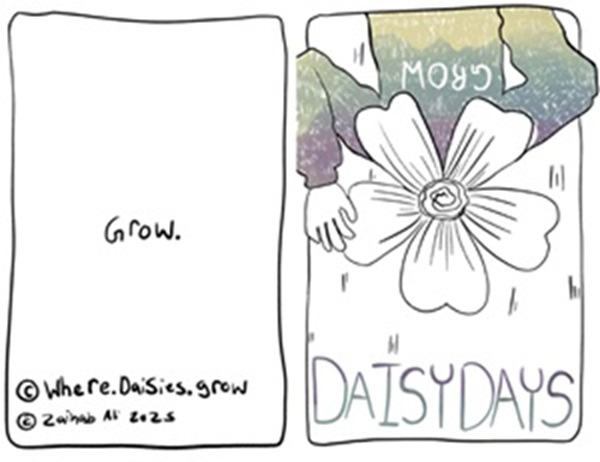 Grow.
© Where.Daisies.grow
© Zainab Ali 2025
GROW
DAISYDAYS